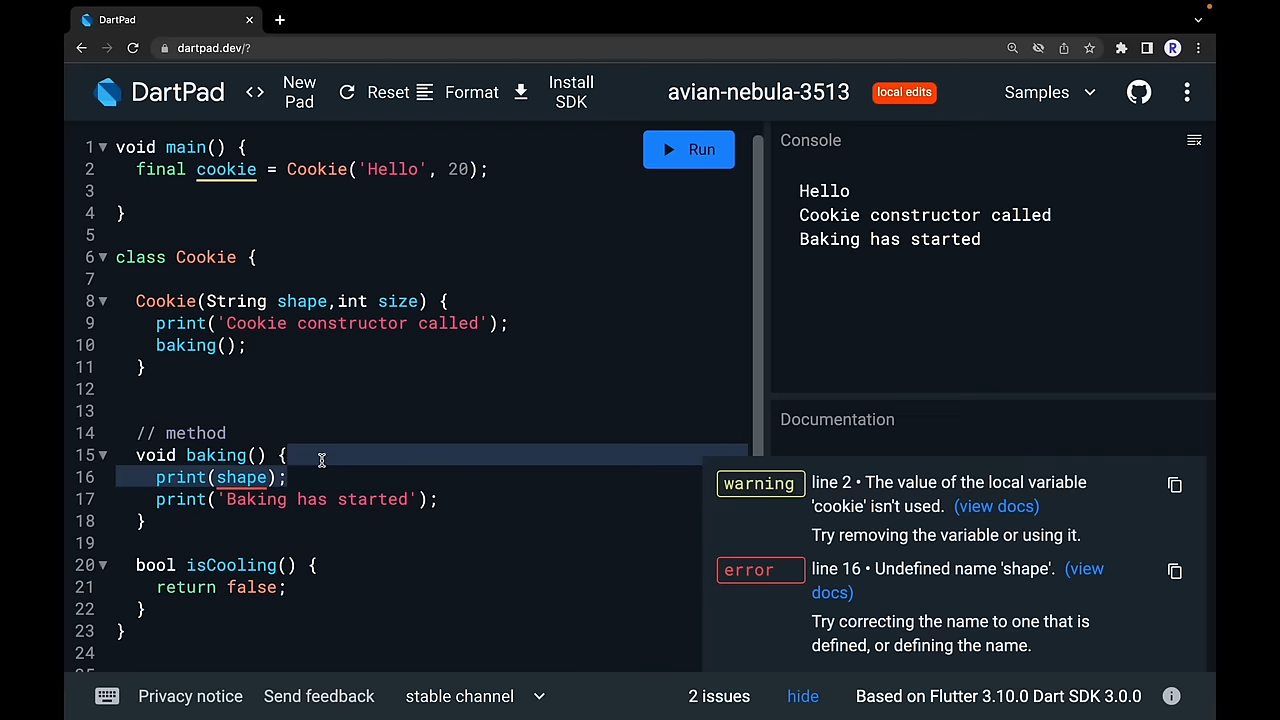 DartPad
dartpad.dev/?
R
DartPad
<>
New Pad
Reset
Format
Install SDK
avian-nebula-3513
local edits
Samples
1 void main() {
2 final cookie = Cookie('Hello', 20);
3
4 }
5
6 class Cookie {
7
8 Cookie(String shape,int size) {
9 print('Cookie constructor called');
10 baking();
11 }
12
13
14 // method
15 void baking() {
16 print(shape);
17 print('Baking has started');
18 }
19
20 bool isCooling() {
21 return false;
22 }
23 }
24
Run
Console
Hello
Cookie constructor called
Baking has started
Documentation
warning line 2 • The value of the local variable
'cookie' isn't used. (view docs)
Try removing the variable or using it.
error line 16 • Undefined name 'shape'. (view
docs)
Try correcting the name to one that is
defined, or defining the name.
Privacy notice
Send feedback
stable channel
2 issues
hide
Based on Flutter 3.10.0 Dart SDK 3.0.0